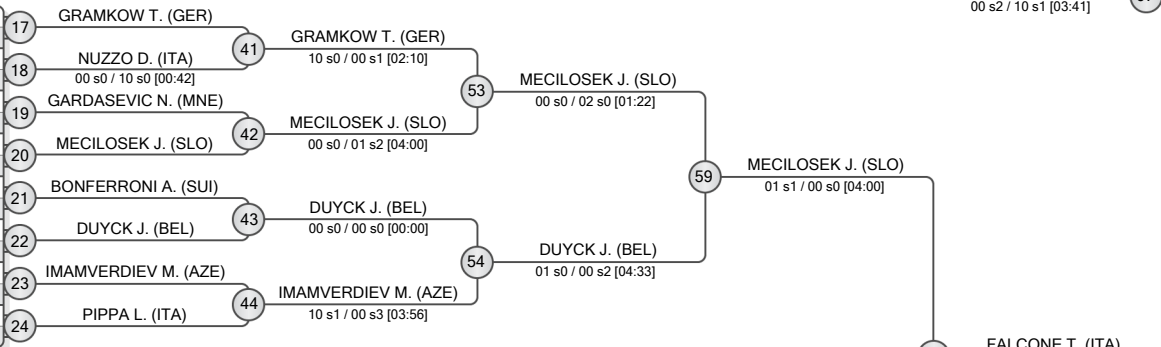 00 s2 / 10 s1 [03:41]
17
GRAMKOW T. (GER)
41
GRAMKOW T. (GER)
10 s0 / 00 s1 [02:10]
18
NUZZO D. (ITA)
00 s0 / 10 s0 [00:42]
53
MECILOSEK J. (SLO)
00 s0 / 02 s0 [01:22]
19
GARDASEVIC N. (MNE)
42
MECILOSEK J. (SLO)
00 s0 / 01 s2 [04:00]
20
MECILOSEK J. (SLO)
59
MECILOSEK J. (SLO)
01 s1 / 00 s0 [04:00]
21
BONFERRONI A. (SUI)
43
DUYCK J. (BEL)
00 s0 / 00 s0 [00:00]
22
DUYCK J. (BEL)
54
DUYCK J. (BEL)
01 s0 / 00 s2 [04:33]
23
IMAMVERDIEV M. (AZE)
44
IMAMVERDIEV M. (AZE)
10 s1 / 00 s3 [03:56]
24
PIPPA L. (ITA)
FALCONE T. (ITA)